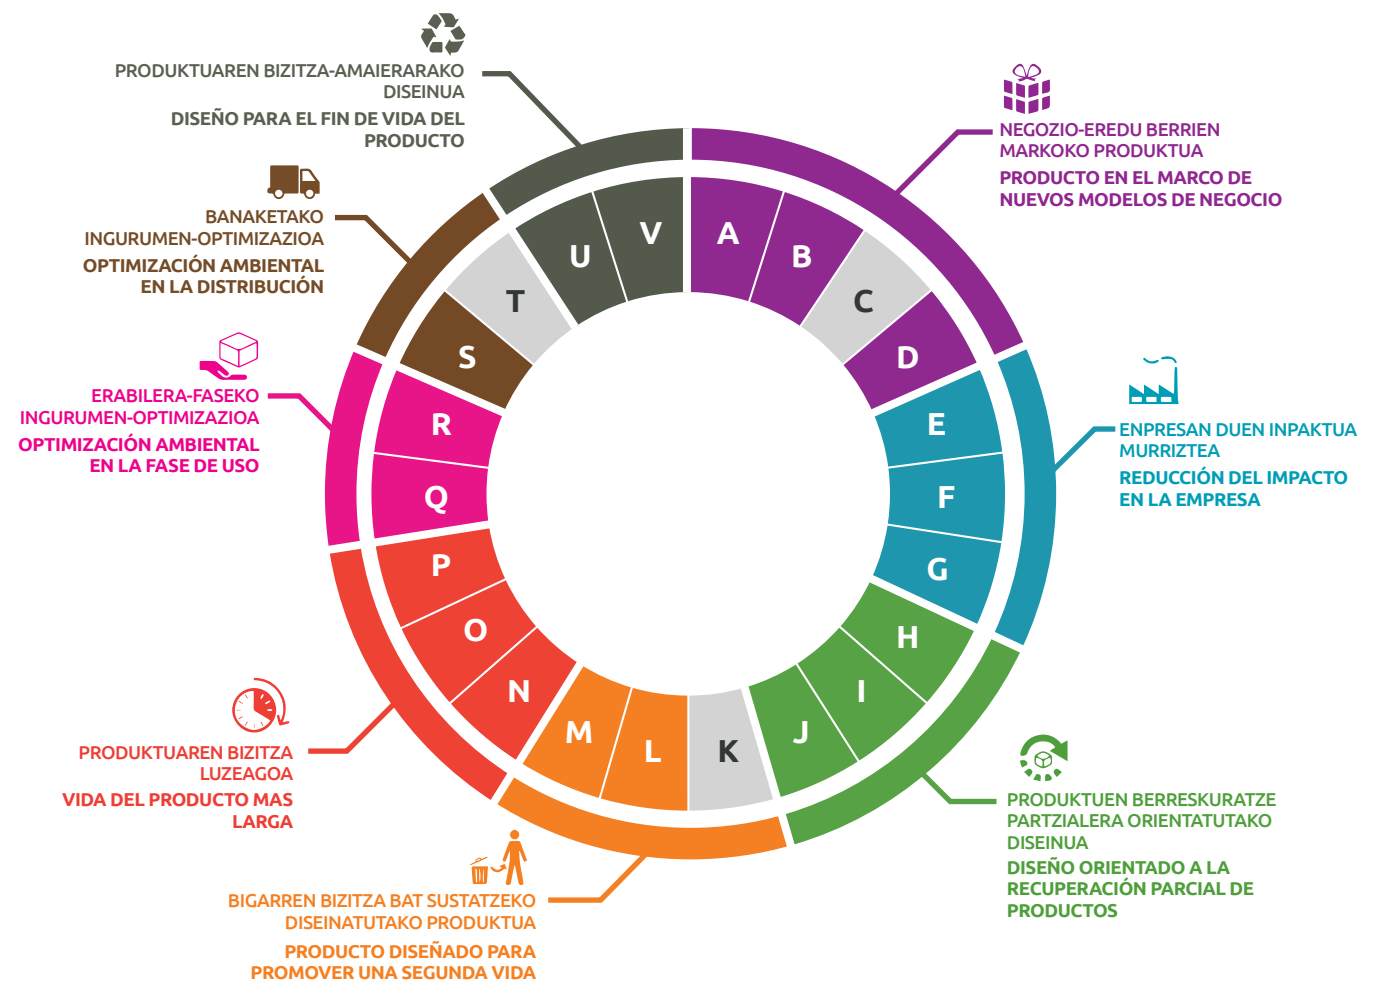 PRODUKTUAREN BIZITZA-AMAIERARAKO
DISEINUA
DISEÑO PARA EL FIN DE VIDA DEL
PRODUCTO
NEGOZIO-EREDU BERRIEN
MARKOKO PRODUKTUA
PRODUCTO EN EL MARCO DE
NUEVOS MODELOS DE NEGOCIO
BANAKETAKO
INGURUMEN-OPTIMIZAZIOA
OPTIMIZACIÓN AMBIENTAL
EN LA DISTRIBUCIÓN
ERABILERA-FASEKO
INGURUMEN-OPTIMIZAZIOA
OPTIMIZACIÓN AMBIENTAL
EN LA FASE DE USO
ENPRESAN DUEN INPAKTUA
MURRIZTEA
REDUCCIÓN DEL IMPACTO
EN LA EMPRESA
PRODUKTUAREN BIZITZA
LUZEAGOA
VIDA DEL PRODUCTO MAS
LARGA
PRODUKTUEN BERRESKURATZE
PARTZIALERA ORIENTATUTAKO
DISEINUA
DISEÑO ORIENTADO A LA
RECUPERACIÓN PARCIAL DE
PRODUCTOS
BIGARREN BIZITZA BAT SUSTATZEKO
DISEINATUTAKO PRODUKTUA
PRODUCTO DISEÑADO PARA
PROMOVER UNA SEGUNDA VIDA
A
B
C
D
E
F
G
H
I
J
K
L
M
N
O
P
Q
R
S
T
U
V